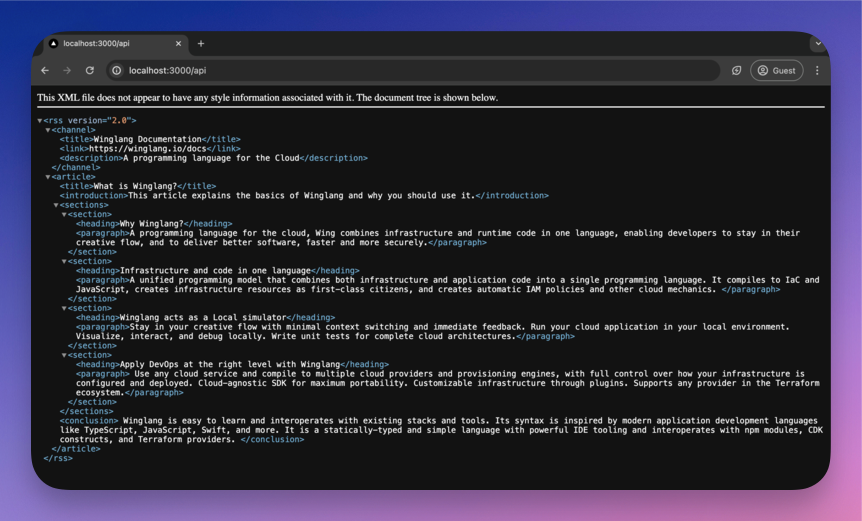 localhost:3000/api
localhost:3000/api
Guest
This XML file does not appear to have any style information associated with it. The document tree is shown below.
▼<rss version="2.0">
▼<channel>
<title>Winglang Documentation</title>
<link>https://winglang.io/docs</link>
<description>A programming language for the Cloud</description>
</channel>
▼<article>
<title>What is Winglang?</title>
<introduction>This article explains the basics of Winglang and why you should use it.</introduction>
▼<sections>
▼<section>
<heading>Why Winglang?</heading>
<paragraph>A programming language for the cloud, Wing combines infrastructure and runtime code in one language, enabling developers to stay in their
creative flow, and to deliver better software, faster and more securely.</paragraph>
</section>
▼<section>
<heading>Infrastructure and code in one language</heading>
<paragraph>A unified programming model that combines both infrastructure and application code into a single programming language. It compiles to IaC and
JavaScript, creates infrastructure resources as first-class citizens, and creates automatic IAM policies and other cloud mechanics. </paragraph>
</section>
▼<section>
<heading>Winglang acts as a Local simulator</heading>
<paragraph>Stay in your creative flow with minimal context switching and immediate feedback. Run your cloud application in your local environment.
Visualize, interact, and debug locally. Write unit tests for complete cloud architectures.</paragraph>
</section>
▼<section>
<heading>Apply DevOps at the right level with Winglang</heading>
<paragraph> Use any cloud service and compile to multiple cloud providers and provisioning engines, with full control over how your infrastructure is
configured and deployed. Cloud-agnostic SDK for maximum portability. Customizable infrastructure through plugins. Supports any provider in the Terraform
ecosystem.</paragraph>
</section>
</sections>
<conclusion> Winglang is easy to learn and interoperates with existing stacks and tools. Its syntax is inspired by modern application development languages
like TypeScript, JavaScript, Swift, and more. It is a statically-typed and simple language with powerful IDE tooling and interoperates with npm modules, CDK
constructs, and Terraform providers. </conclusion>
</article>
</rss>